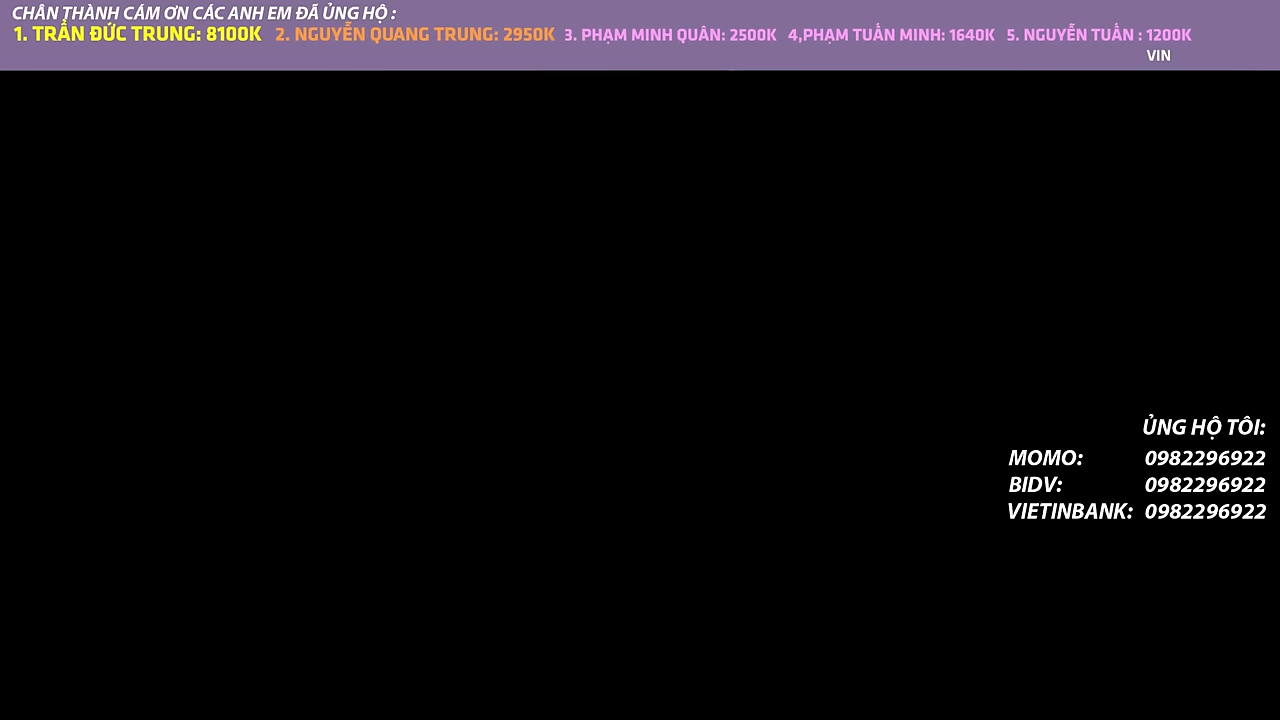 CHÂN THÀNH CÁM ƠN CÁC ANH EM ĐÃ ỦNG HỘ :
1. TRẦN ĐỨC TRUNG: 8100K 2. NGUYỄN QUANG TRUNG: 2950K 3. PHẠM MINH QUÂN: 2500K 4,PHẠM TUẤN MINH: 1640K 5. NGUYỄN TUẤN : 1200K
VIN
ỦNG HỘ TÔI:
MOMO: 0982296922
BIDV: 0982296922
VIETINBANK: 0982296922